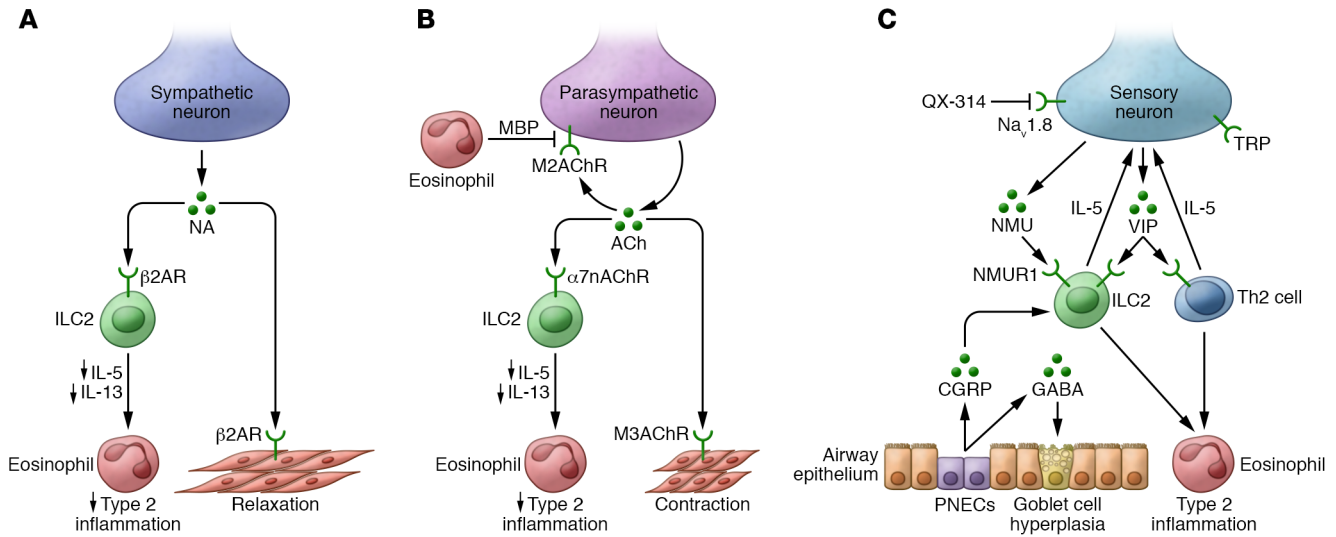 A
Sympathetic
neuron
NA
β2AR
ILC2
IL-5
IL-13
β2AR
Eosinophil
Type 2
inflammation
Relaxation
B
Parasympathetic
neuron
MBP
M2AChR
Eosinophil
ACh
α7nAChR
ILC2
IL-5
IL-13
M3AChR
Eosinophil
Type 2
inflammation
Contraction
C
Sensory
neuron
QX-314
Nav1.8
TRP
NMU
IL-5
VIP
IL-5
NMUR1
ILC2
Th2 cell
CGRP
GABA
Airway
epithelium
Eosinophil
PNECs
Goblet cell
hyperplasia
Type 2
inflammation